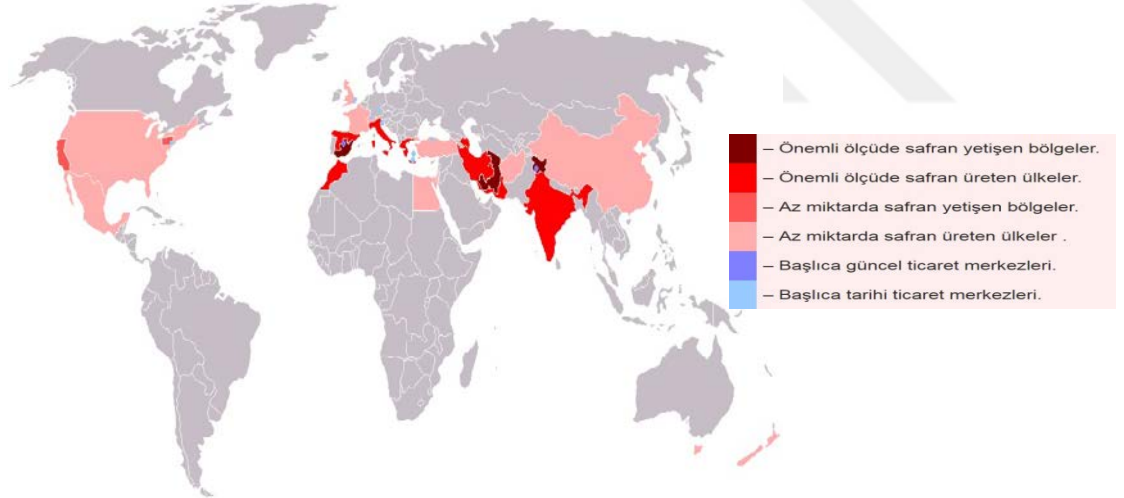 – Önemli ölçüde safran yetişen bölgeler.
– Önemli ölçüde safran üreten ülkeler.
– Az miktarda safran yetişen bölgeler.
– Az miktarda safran üreten ülkeler .
– Başlıca güncel ticaret merkezleri.
– Başlıca tarihi ticaret merkezleri.